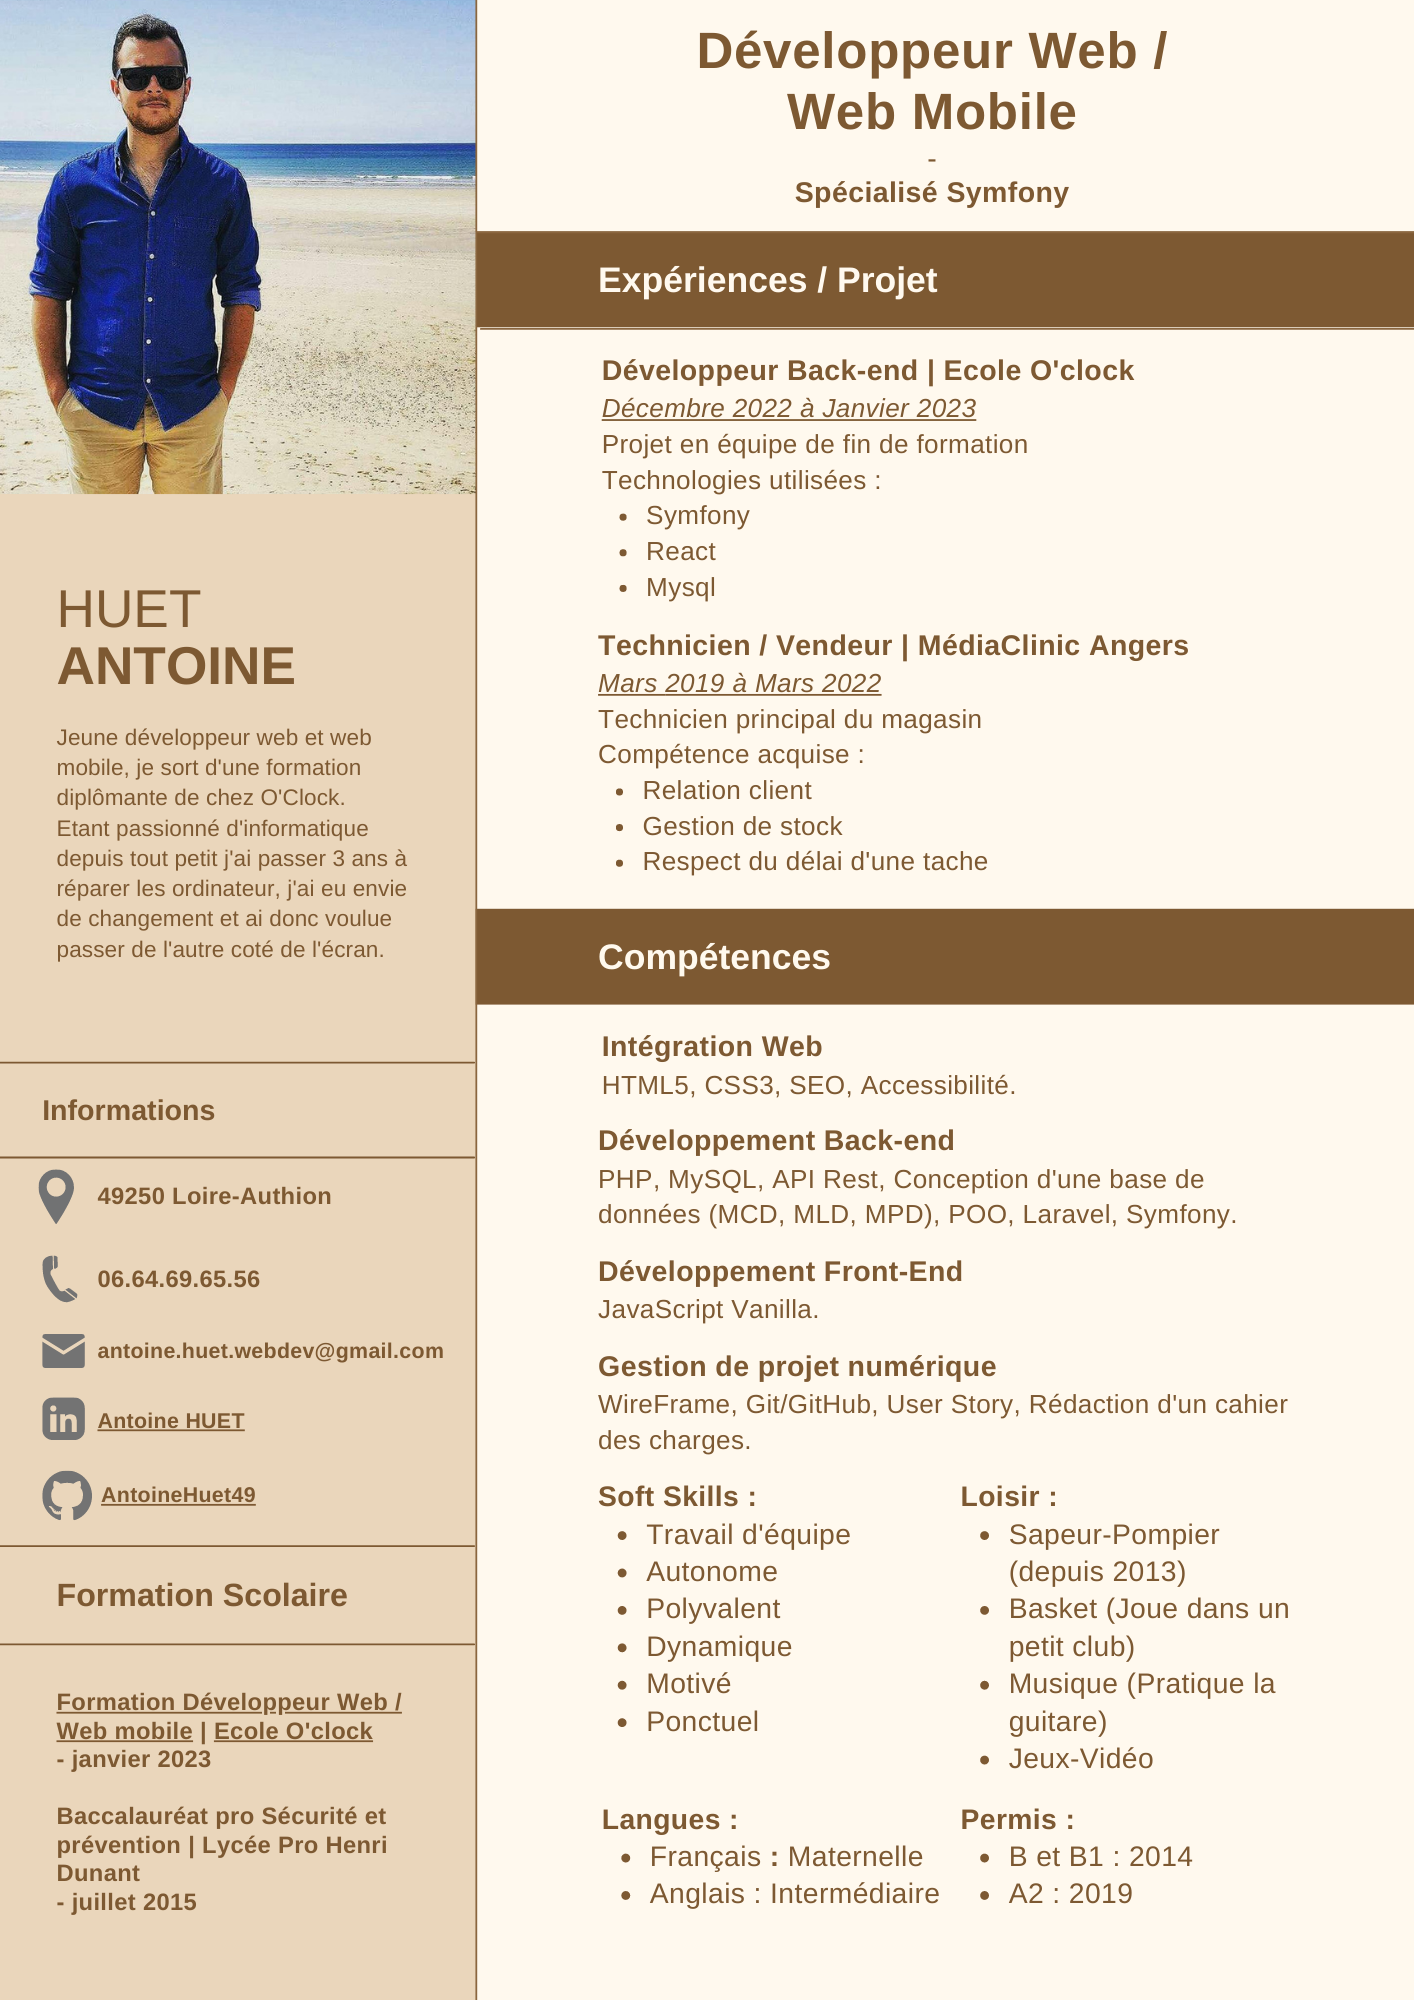 HUET
ANTOINE
Jeune développeur web et web
mobile, je sort d'une formation
diplômante de chez O'Clock.
Etant passionné d'informatique
depuis tout petit j'ai passer 3 ans à
réparer les ordinateur, j'ai eu envie
de changement et ai donc voulue
passer de l'autre coté de l'écran.
Informations
49250 Loire-Authion
06.64.69.65.56
antoine.huet.webdev@gmail.com
in
Antoine HUET
AntoineHuet49
Formation Scolaire
Formation Développeur Web /
Web mobile | Ecole O'clock
- janvier 2023
Baccalauréat pro Sécurité et
prévention | Lycée Pro Henri
Dunant
- juillet 2015
Développeur Web /
Web Mobile
-
Spécialisé Symfony
Expériences / Projet
Développeur Back-end | Ecole O'clock
Décembre 2022 à Janvier 2023
Projet en équipe de fin de formation
Technologies utilisées :
• Symfony
• React
• Mysql
Technicien / Vendeur | MédiaClinic Angers
Mars 2019 à Mars 2022
Technicien principal du magasin
Compétence acquise :
• Relation client
• Gestion de stock
• Respect du délai d'une tache
Compétences
Intégration Web
HTML5, CSS3, SEO, Accessibilité.
Développement Back-end
PHP, MySQL, API Rest, Conception d'une base de
données (MCD, MLD, MPD), POO, Laravel, Symfony.
Développement Front-End
JavaScript Vanilla.
Gestion de projet numérique
WireFrame, Git/GitHub, User Story, Rédaction d'un cahier
des charges.
Soft Skills :
• Travail d'équipe
• Autonome
• Polyvalent
• Dynamique
• Motivé
• Ponctuel
Loisir :
• Sapeur-Pompier
(depuis 2013)
• Basket (Joue dans un
petit club)
• Musique (Pratique la
guitare)
• Jeux-Vidéo
Langues :
• Français : Maternelle
• Anglais : Intermédiaire
Permis :
• B et B1 : 2014
• A2 : 2019